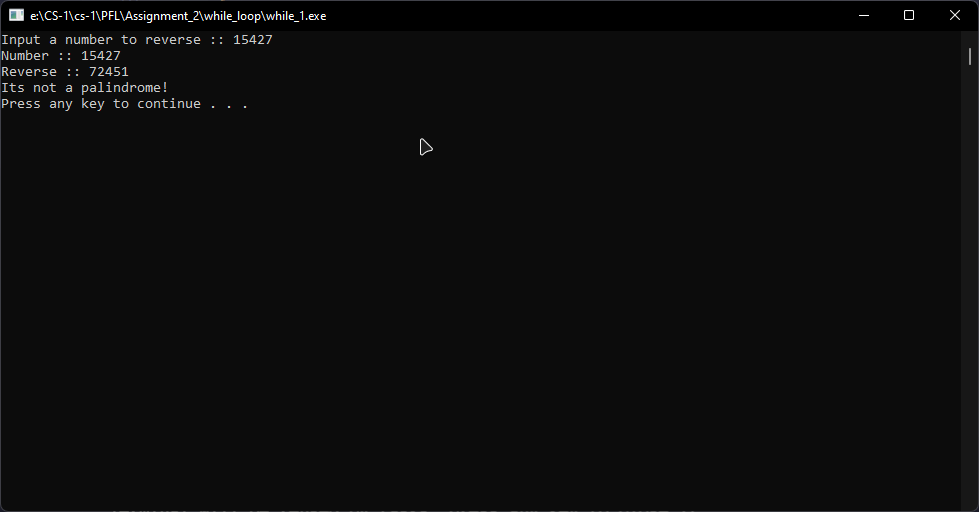 e:\CS-1\cs-1\PFL\Assignment_2\while_loop\while_1.exe
Input a number to reverse :: 15427
Number :: 15427
Reverse :: 72451
Its not a palindrome!
Press any key to continue . . .